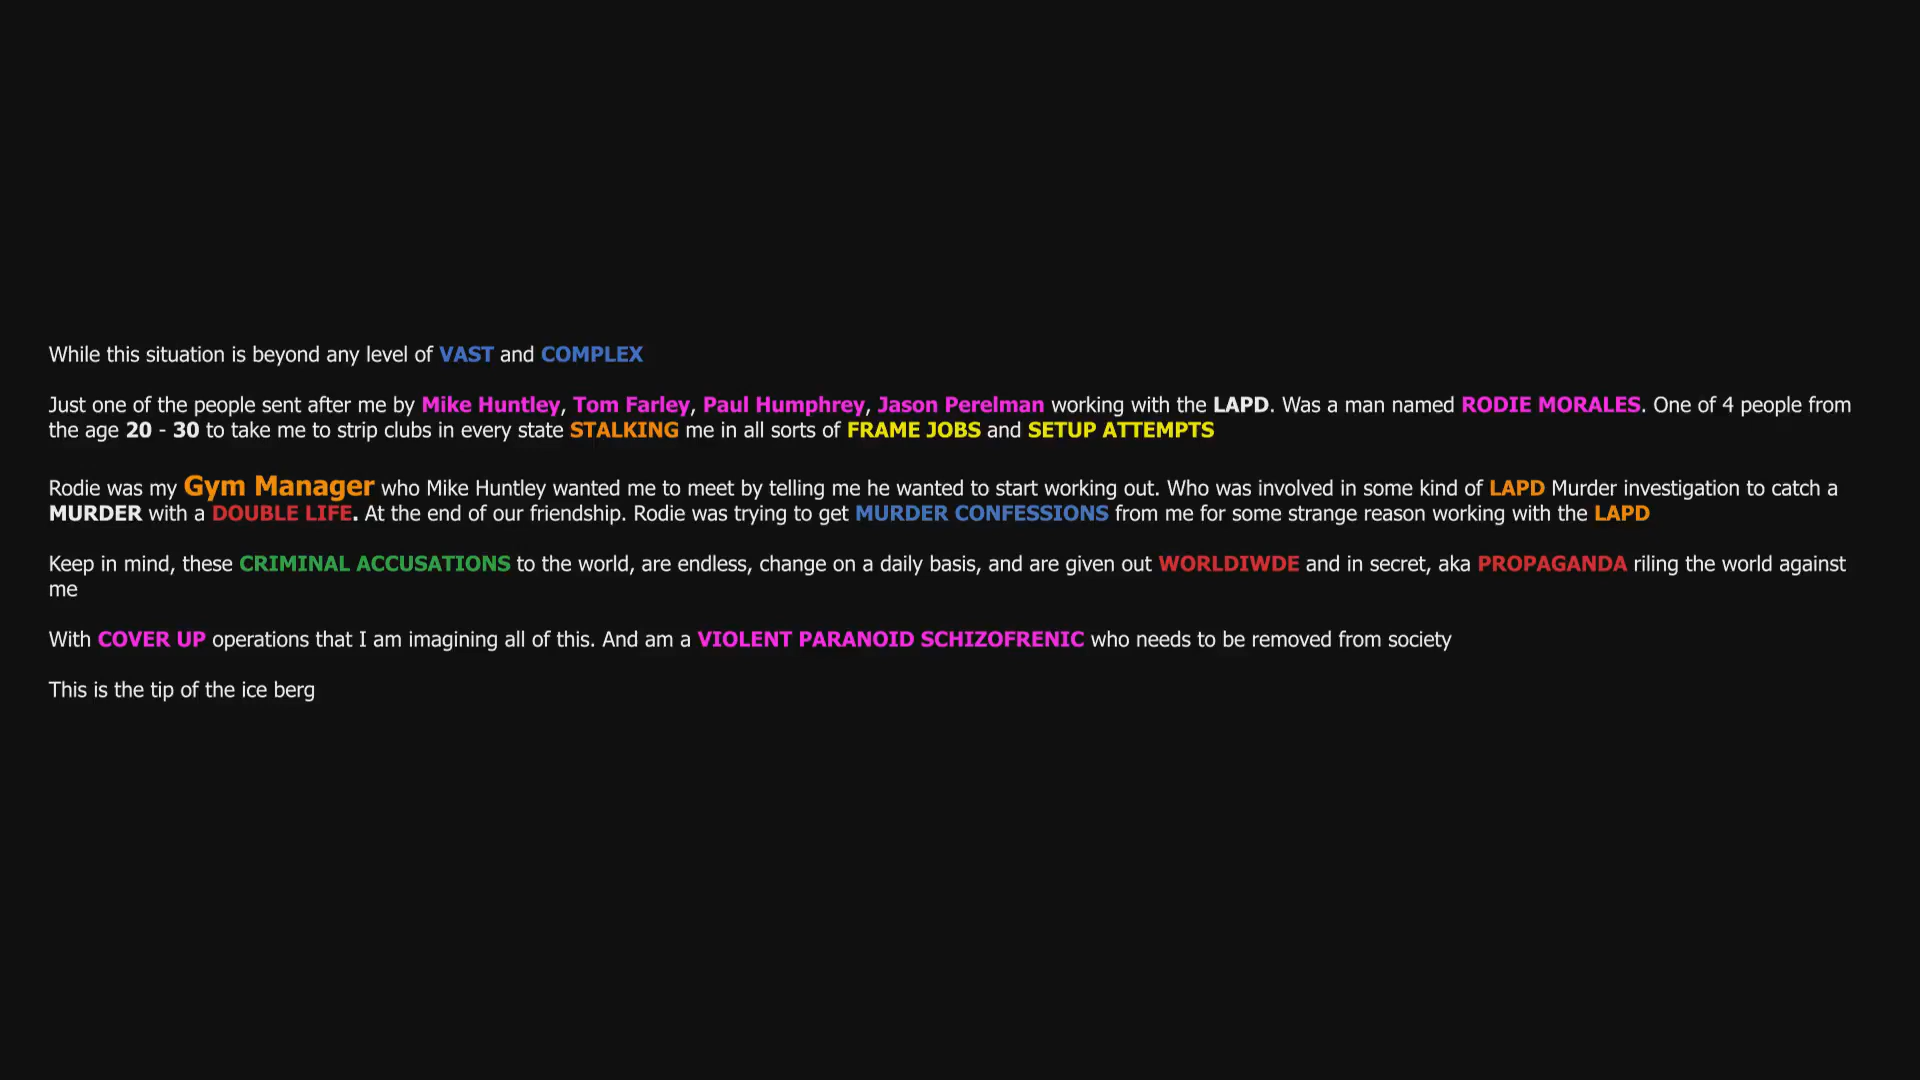 While this situation is beyond any level of VAST and COMPLEX
Just one of the people sent after me by Mike Huntley, Tom Farley, Paul Humphrey, Jason Perelman working with the LAPD. Was a man named RODIE MORALES. One of 4 people from
the age 20 - 30 to take me to strip clubs in every state STALKING me in all sorts of FRAME JOBS and SETUP ATTEMPTS
Rodie was my Gym Manager who Mike Huntley wanted me to meet by telling me he wanted to start working out. Who was involved in some kind of LAPD Murder investigation to catch a
MURDER with a DOUBLE LIFE. At the end of our friendship. Rodie was trying to get MURDER CONFESSIONS from me for some strange reason working with the LAPD
Keep in mind, these CRIMINAL ACCUSATIONS to the world, are endless, change on a daily basis, and are given out WORLDIWDE and in secret, aka PROPAGANDA riling the world against
me
With COVER UP operations that I am imagining all of this. And am a VIOLENT PARANOID SCHIZOFRENIC who needs to be removed from society
This is the tip of the ice berg